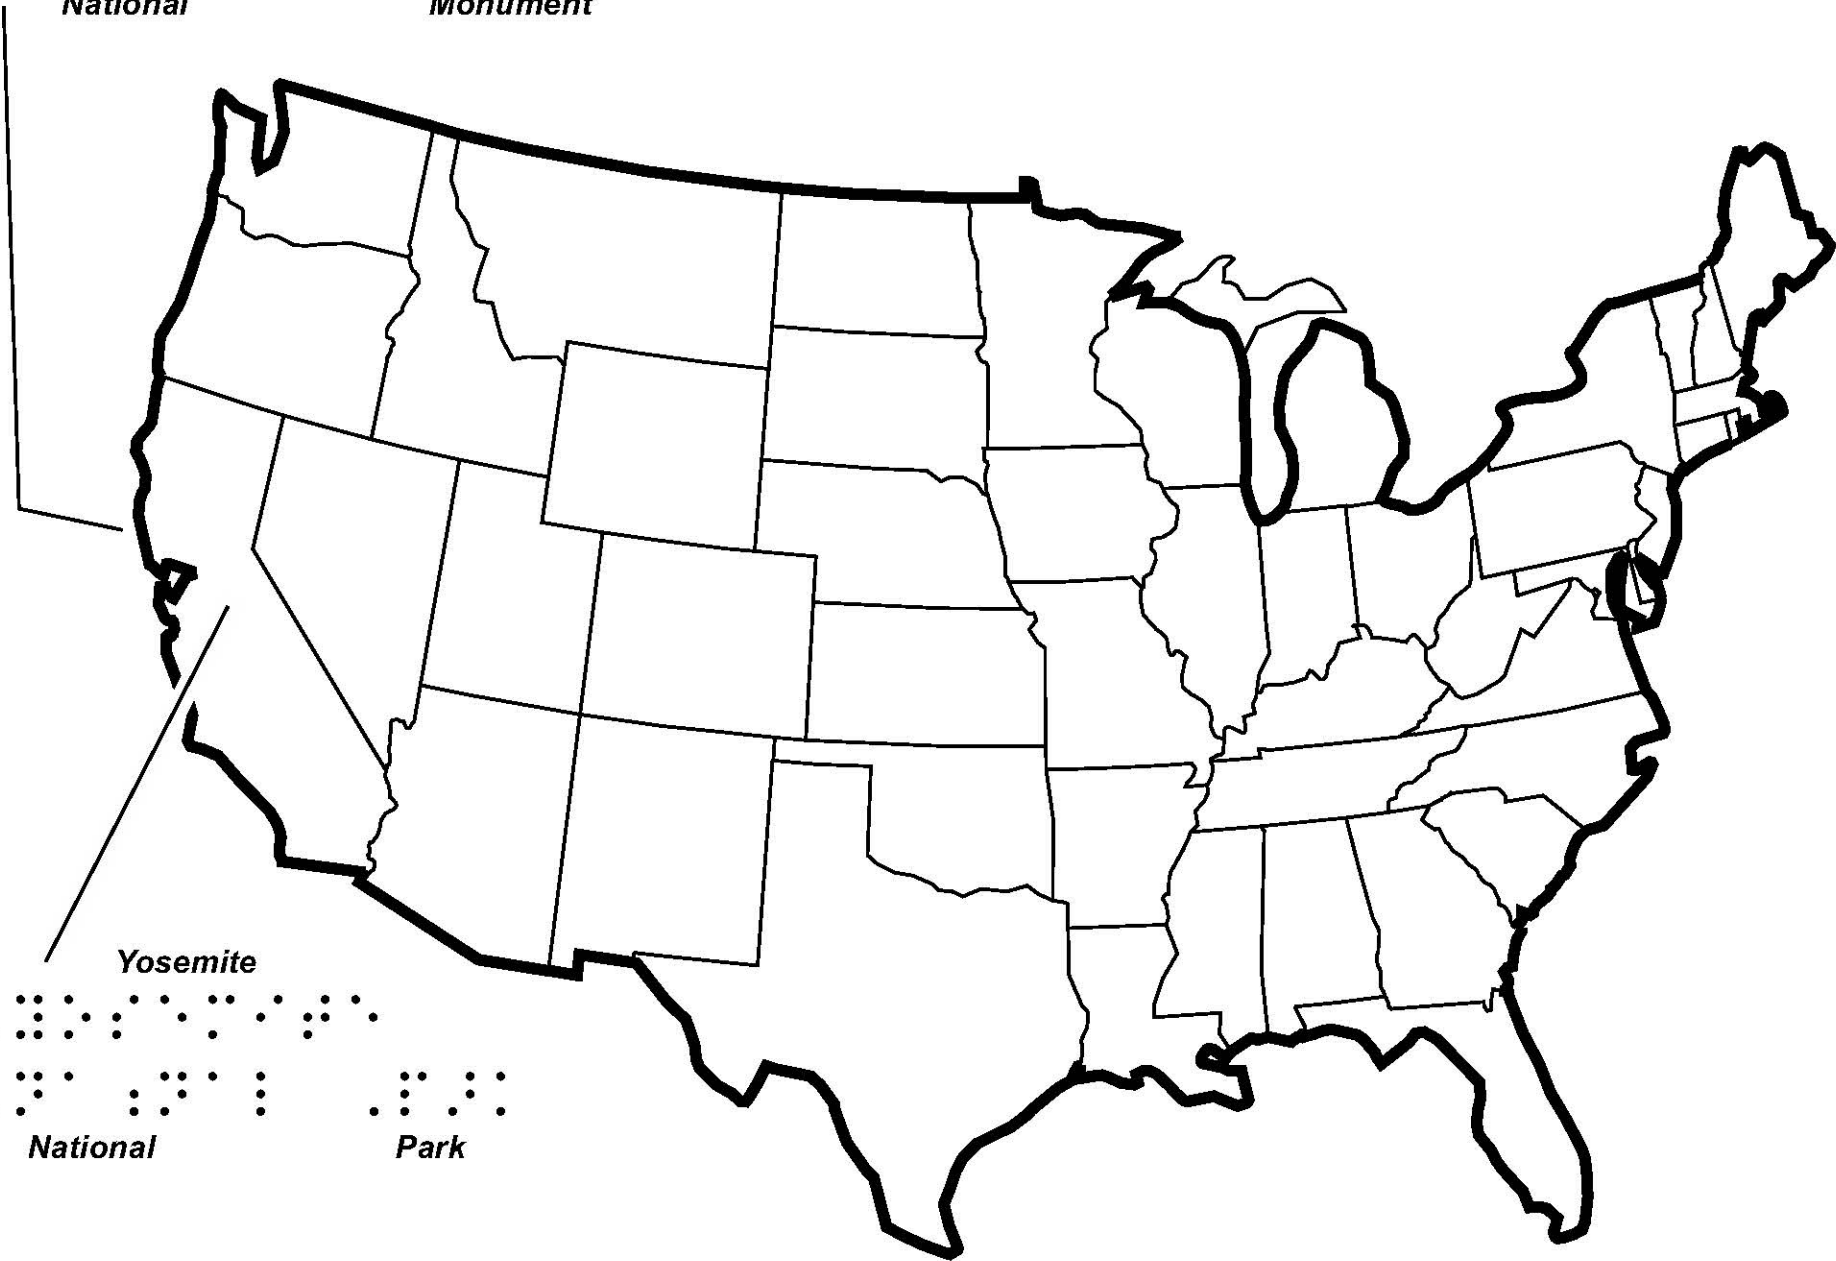 National Monument
Yosemite
⠽⠕⠎⠑⠍⠊⠞⠑
⠝⠁⠰⠝⠁⠇ ⠠⠏⠜⠅
National Park